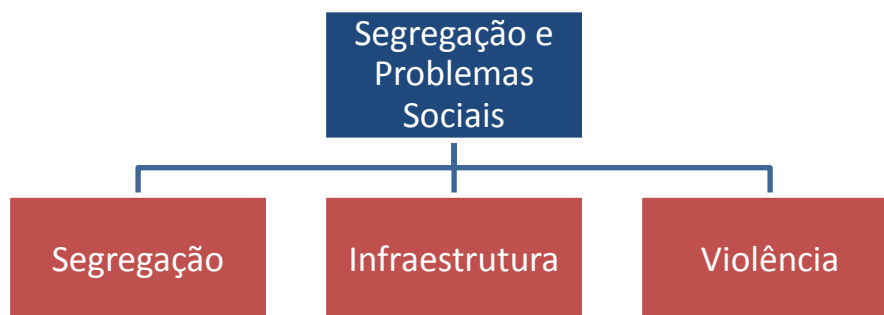 Segregação e
Problemas
Sociais
Segregação
Infraestrutura
Violência